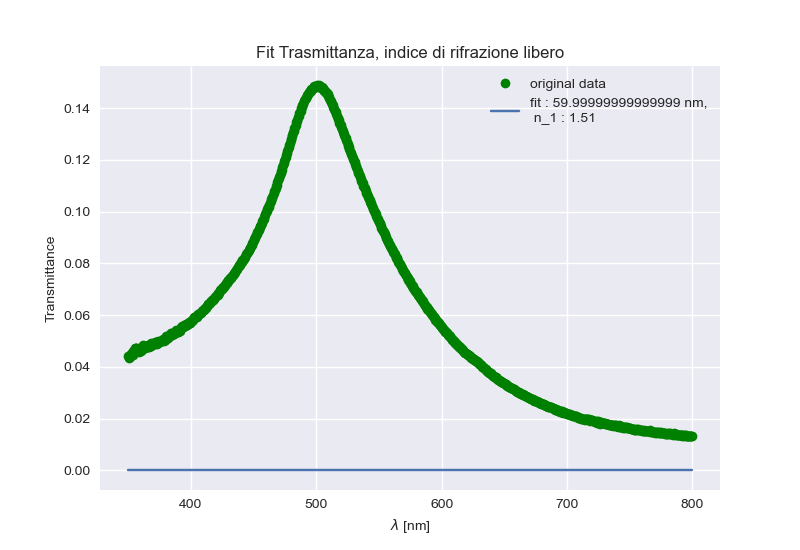 Fit Trasmittanza, indice di rifrazione libero
original data
fit : 59.99999999999999 nm,
n_1 : 1.51
0.14
0.12
0.10
0.08
0.06
0.04
0.02
0.00
Transmittance
400 500 600 700 800
λ [nm]